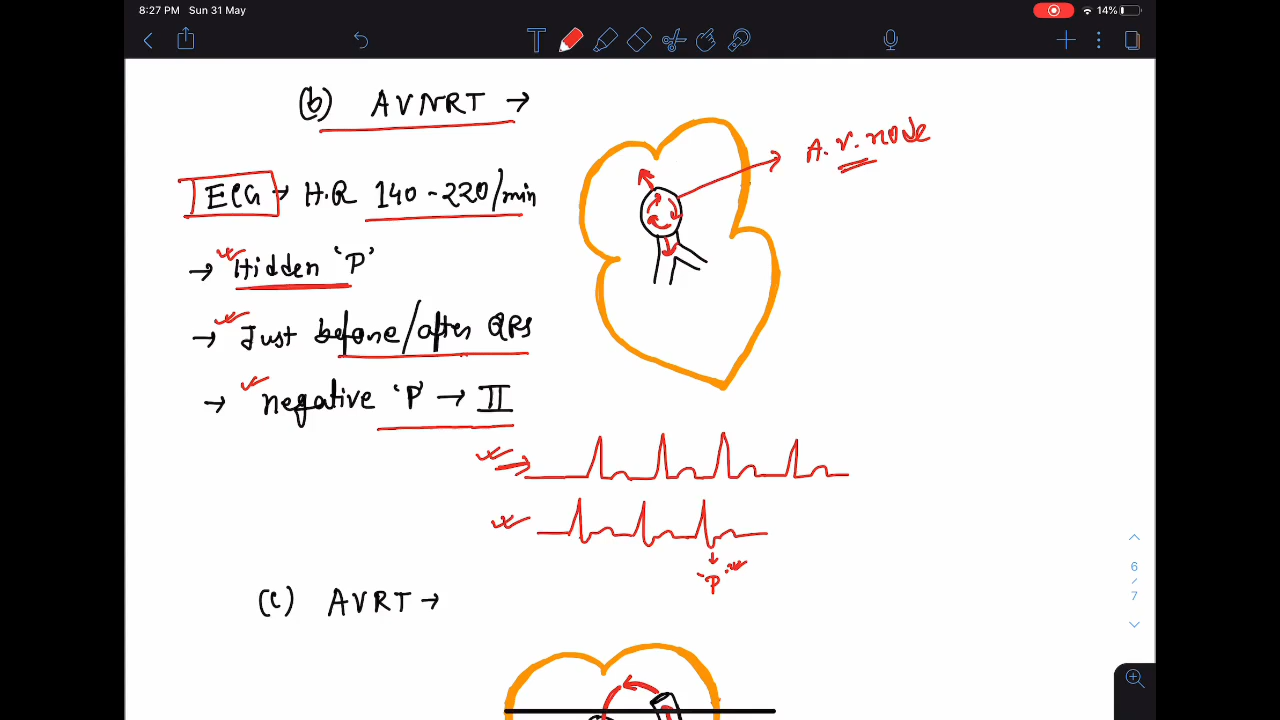 8:27 PM Sun 31 May
14%
(b) AVNRT →
A.V. node
ECG → H.R 140 - 220/min
→ Hidden 'P'
→ Just before/after QRS
→ negative 'P' → II
'P'
(c) AVRT →
6
/
7